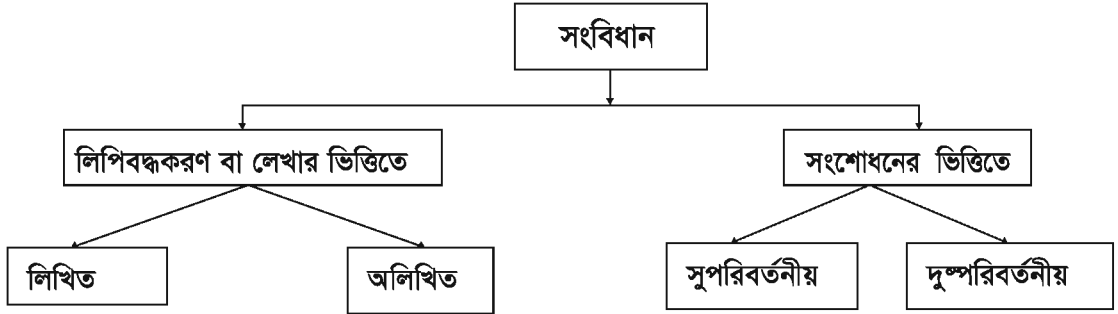 সংবিধান
লিপিবদ্ধকরণ বা লেখার ভিত্তিতে
সংশোধনের ভিত্তিতে
লিখিত
অলিখিত
সুপরিবর্তনীয়
দুষ্পরিবর্তনীয়